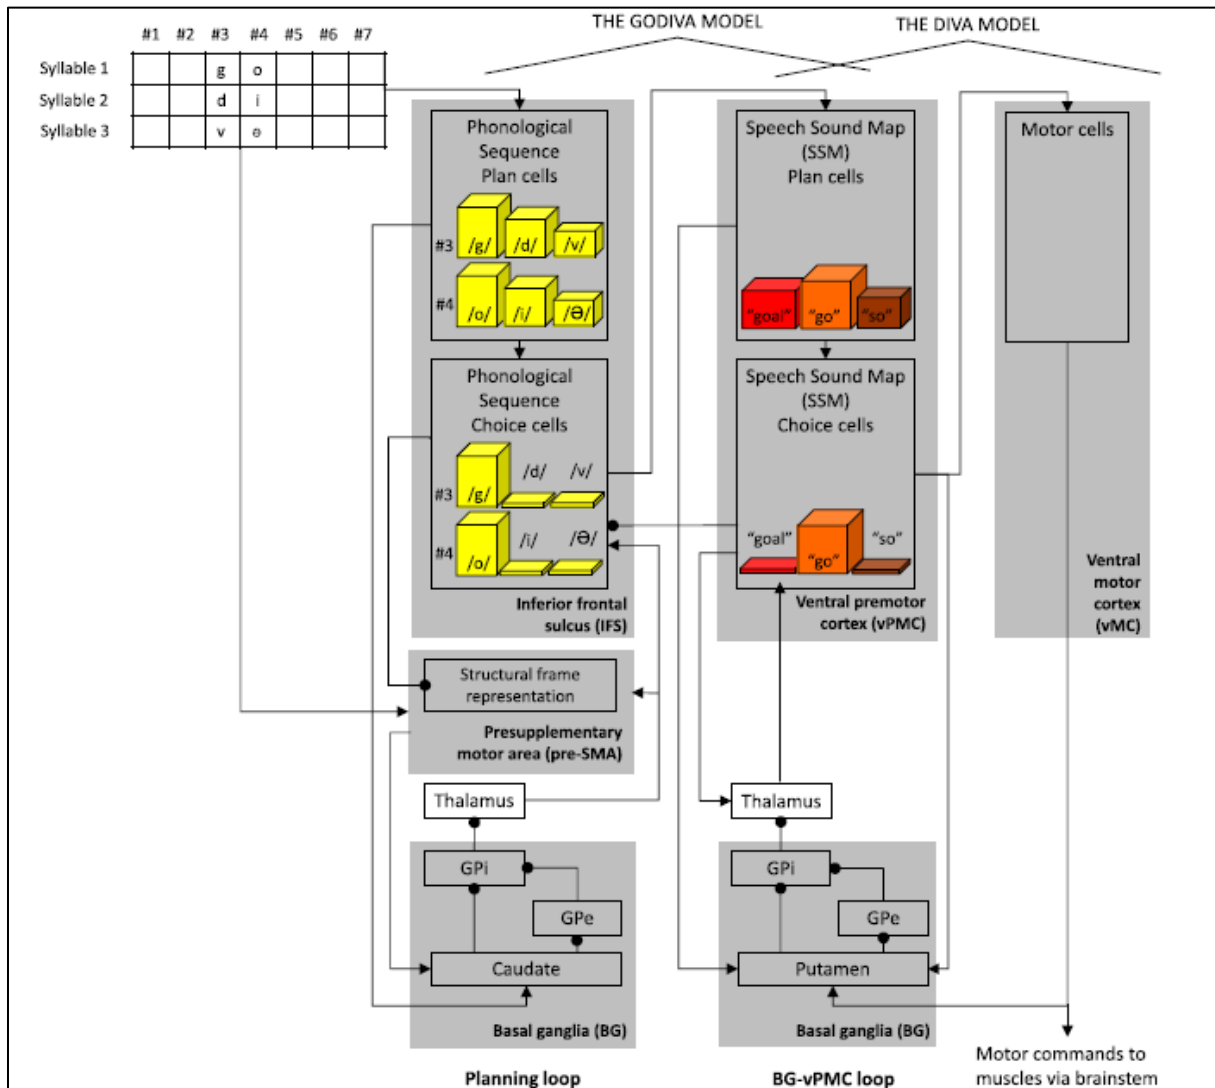 THE GODIVA MODEL
THE DIVA MODEL
#1 #2 #3 #4 #5 #6 #7
Syllable 1 g o
Syllable 2 d i
Syllable 3 v ə
Phonological
Sequence
Plan cells
#3 /g/ /d/ /v/
#4 /o/ /i/ /Ə/
Phonological
Sequence
Choice cells
#3 /g/ /d/ /v/
#4 /o/ /i/ /Ə/
Inferior frontal
sulcus (IFS)
Speech Sound Map
(SSM)
Plan cells
"goal" "go" "so"
Speech Sound Map
(SSM)
Choice cells
"goal" "go" "so"
Ventral premotor
cortex (vPMC)
Motor cells
Ventral
motor
cortex
(vMC)
Structural frame
representation
Presupplementary
motor area (pre-SMA)
Thalamus
GPi
GPe
Caudate
Basal ganglia (BG)
Planning loop
Thalamus
GPi
GPe
Putamen
Basal ganglia (BG)
BG-vPMC loop
Motor commands to
muscles via brainstem